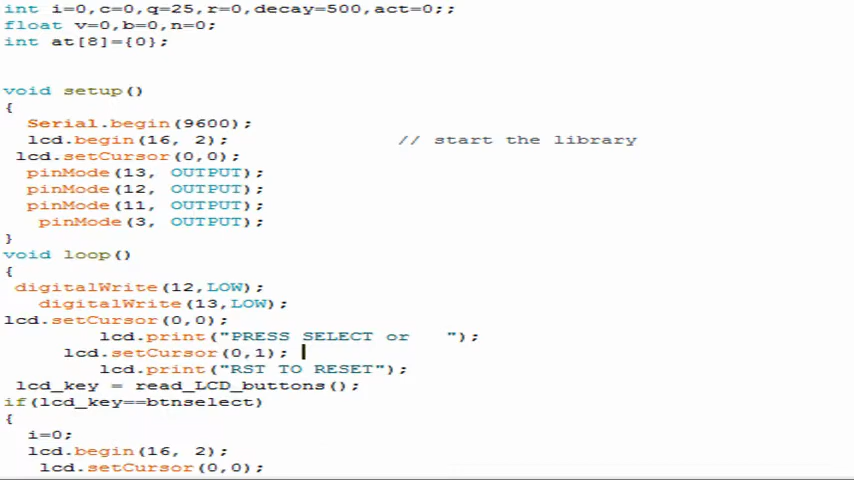 int i=0,c=0,q=25,r=0,decay=500,act=0;;
float v=0,b=0,n=0;
int at[8]={0};
void setup()
{
Serial.begin(9600);
lcd.begin(16, 2); // start the library
lcd.setCursor(0,0);
pinMode(13, OUTPUT);
pinMode(12, OUTPUT);
pinMode(11, OUTPUT);
pinMode(3, OUTPUT);
}
void loop()
{
digitalWrite(12,LOW);
digitalWrite(13,LOW);
lcd.setCursor(0,0);
lcd.print("PRESS SELECT or   ");
lcd.setCursor(0,1);
lcd.print("RST TO RESET");
lcd_key = read_LCD_buttons();
if(lcd_key==btnselect)
{
i=0;
lcd.begin(16, 2);
lcd.setCursor(0,0);